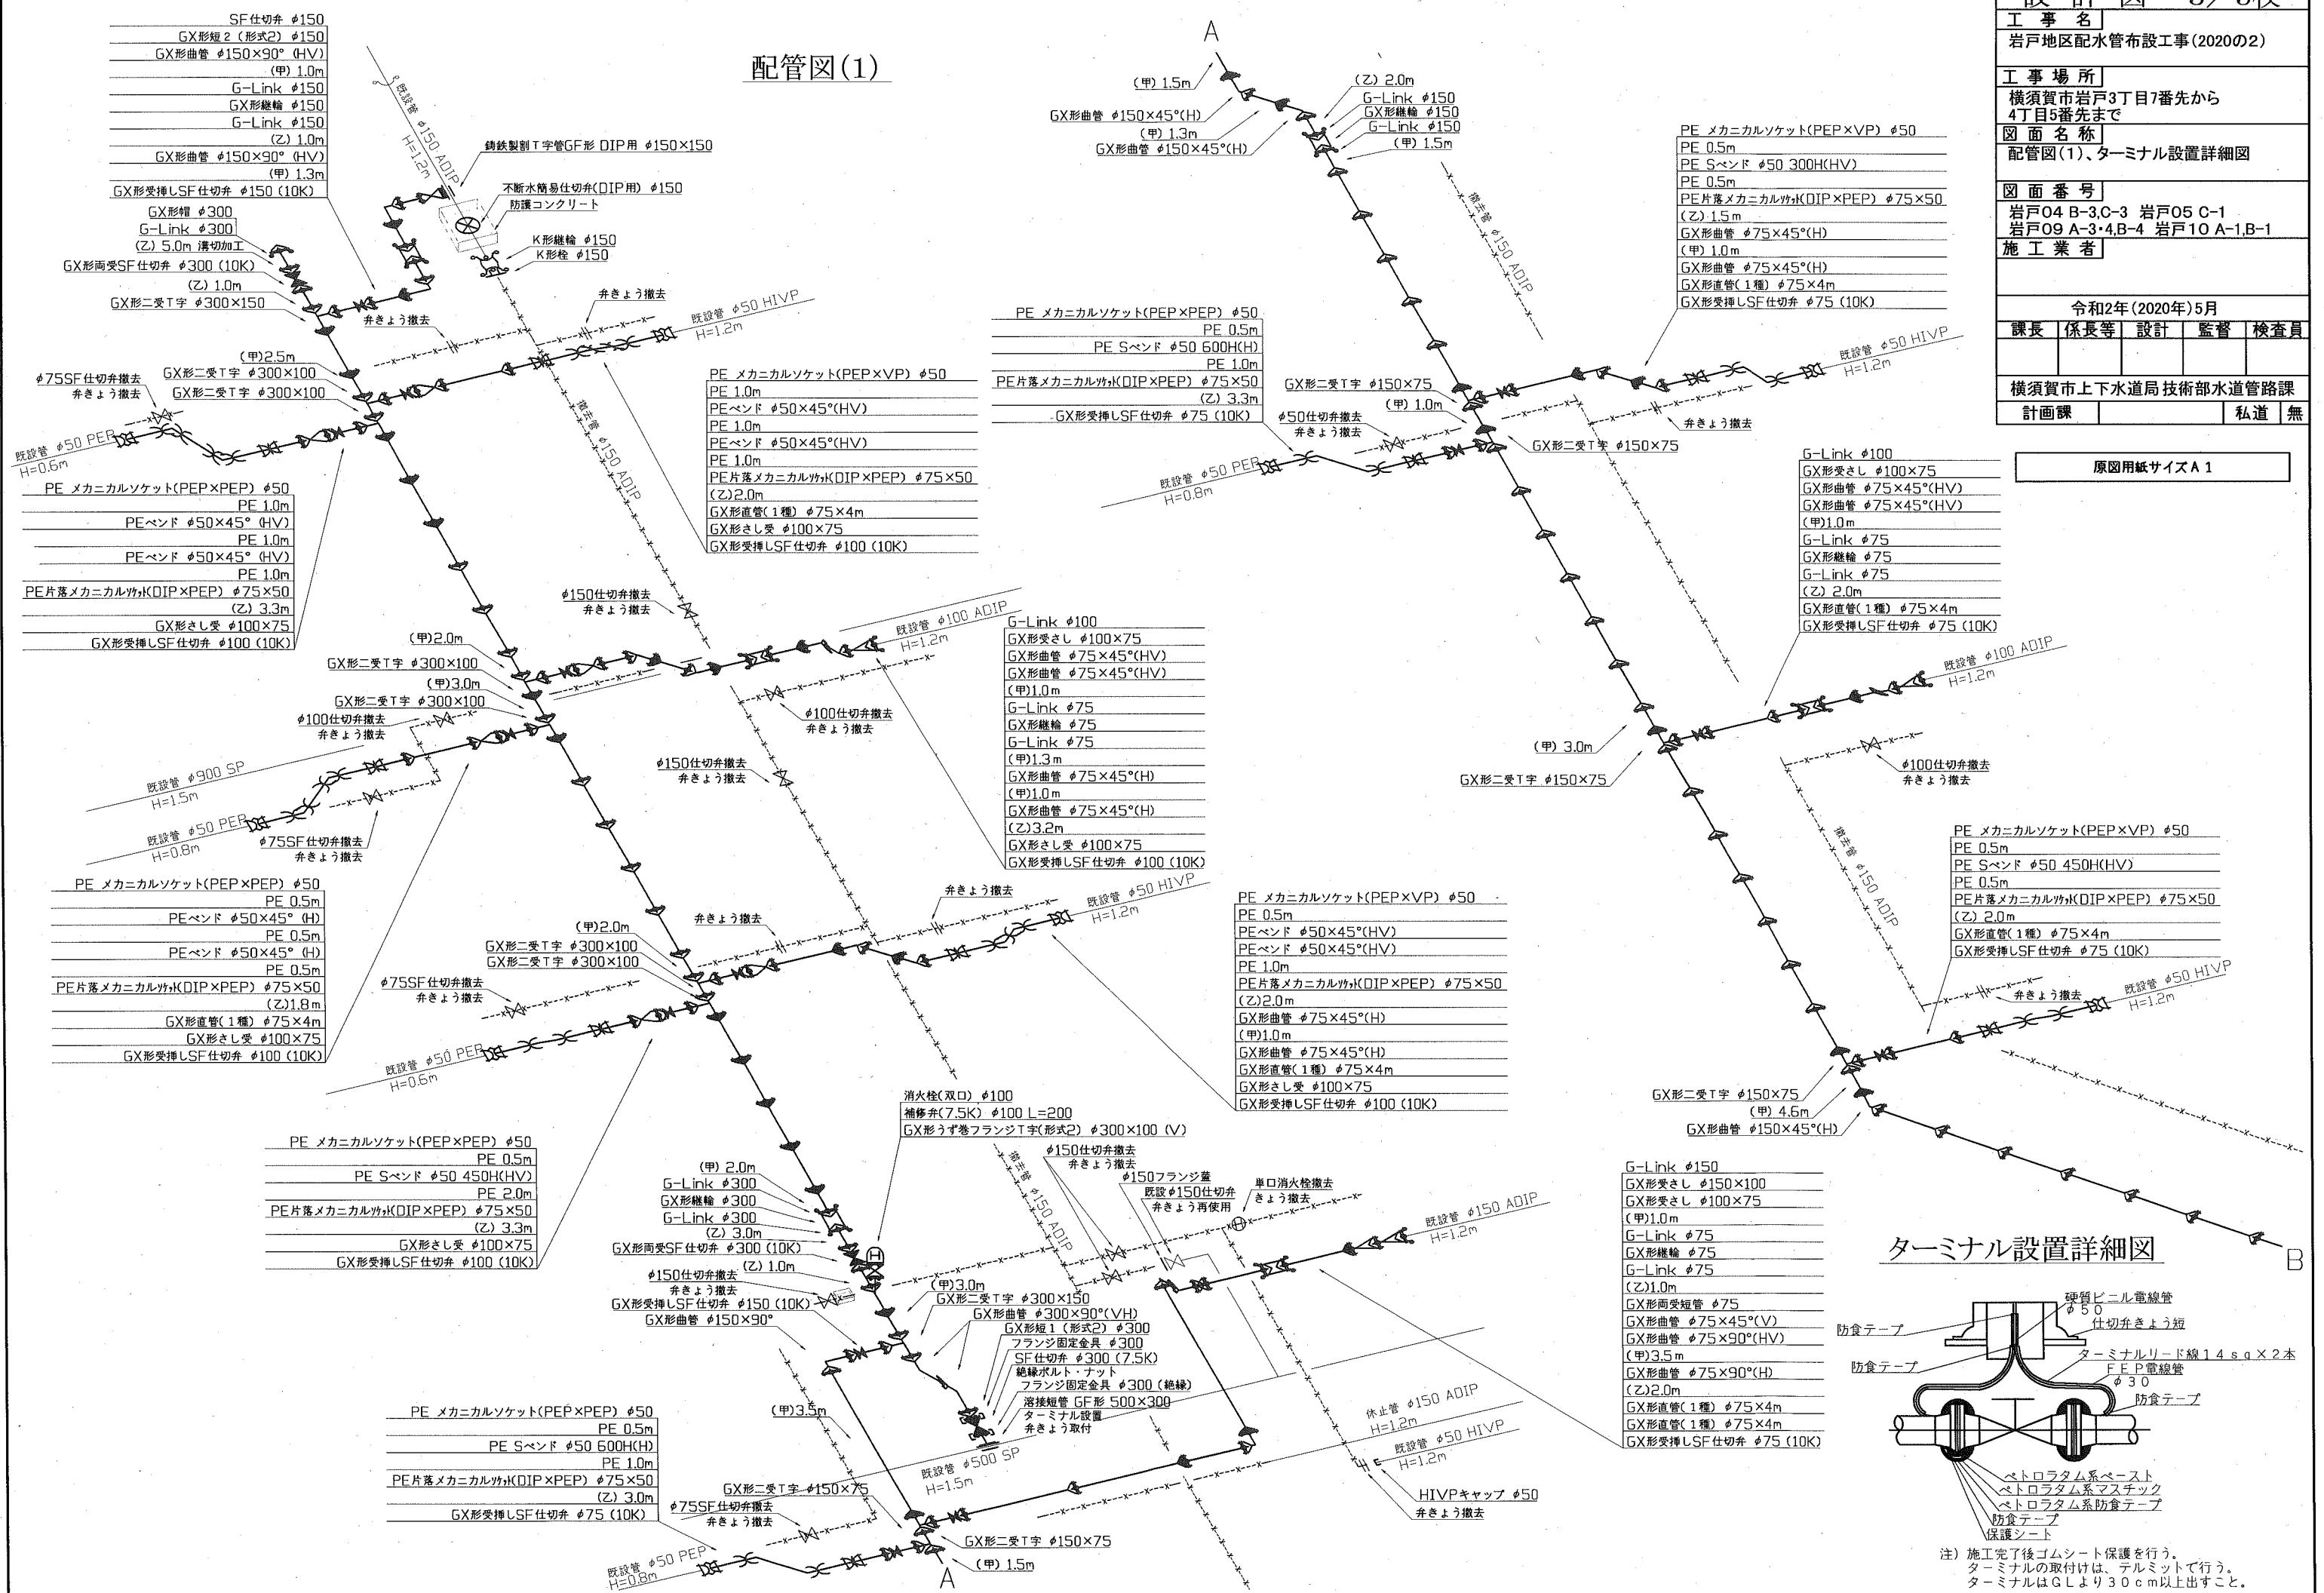 配管図(1)
SF仕切弁 φ150
GX形短2 (形式2) φ150
GX形曲管 φ150×90° (HV)
(甲) 1.0m
G-Link φ150
GX形継輪 φ150
G-Link φ150
(乙) 1.0m
GX形曲管 φ150×90° (HV)
(甲) 1.3m
GX形受挿しSF仕切弁 φ150 (10K)
GX形帽 φ300
G-Link φ300
(乙) 5.0m 溝切加工
GX形両受SF仕切弁 φ300 (10K)
(乙) 1.0m
GX形二受T字 φ300×150
既設管 φ150 ADIP
H=1.2m
鋳鉄製割T字管GF形 DIP用 φ150×150
不断水簡易仕切弁(DIP用) φ150
防護コンクリート
K形継輪 φ150
K形栓 φ150
弁きょう撤去
弁きょう撤去
既設管 φ50 HIVP
H=1.2m
(甲)2.5m
GX形二受T字 φ300×100
GX形二受T字 φ300×100
φ75SF仕切弁撤去
弁きょう撤去
既設管 φ50 PEP
H=0.6m
撤去管 φ150 ADIP
PE メカニカルソケット(PEP×VP) φ50
PE 1.0m
PEベンド φ50×45°(HV)
PE 1.0m
PEベンド φ50×45°(HV)
PE 1.0m
PE片落メカニカルソケット(DIP×PEP) φ75×50
(乙)2.0m
GX形直管(1種) φ75×4m
GX形さし受 φ100×75
GX形受挿しSF仕切弁 φ100 (10K)
PE メカニカルソケット(PEP×PEP) φ50
PE 1.0m
PEベンド φ50×45° (HV)
PE 1.0m
PEベンド φ50×45° (HV)
PE 1.0m
PE片落メカニカルソケット(DIP×PEP) φ75×50
(乙) 3.3m
GX形さし受 φ100×75
GX形受挿しSF仕切弁 φ100 (10K)
φ150仕切弁撤去
弁きょう撤去
既設管 φ100 ADIP
H=1.2m
(甲)2.0m
GX形二受T字 φ300×100
(甲)3.0m
GX形二受T字 φ300×100
φ100仕切弁撤去
弁きょう撤去
φ100仕切弁撤去
弁きょう撤去
φ150仕切弁撤去
弁きょう撤去
既設管 φ900 SP
H=1.5m
既設管 φ50 PEP
H=0.8m
φ75SF仕切弁撤去
弁きょう撤去
G-Link φ100
GX形受さし φ100×75
GX形曲管 φ75×45°(HV)
GX形曲管 φ75×45°(HV)
(甲)1.0m
G-Link φ75
GX形継輪 φ75
G-Link φ75
(甲)1.3m
GX形曲管 φ75×45°(H)
(甲)1.0m
GX形曲管 φ75×45°(H)
(乙)3.2m
GX形さし受 φ100×75
GX形受挿しSF仕切弁 φ100 (10K)
PE メカニカルソケット(PEP×PEP) φ50
PE 0.5m
PEベンド φ50×45° (H)
PE 0.5m
PEベンド φ50×45° (H)
PE 0.5m
PE片落メカニカルソケット(DIP×PEP) φ75×50
(乙)1.8m
GX形直管(1種) φ75×4m
GX形さし受 φ100×75
GX形受挿しSF仕切弁 φ100 (10K)
弁きょう撤去
弁きょう撤去
既設管 φ50 HIVP
H=1.2m
(甲)2.0m
GX形二受T字 φ300×100
GX形二受T字 φ300×100
φ75SF仕切弁撤去
弁きょう撤去
既設管 φ50 PEP
H=0.6m
PE メカニカルソケット(PEP×VP) φ50
PE 0.5m
PEベンド φ50×45°(HV)
PEベンド φ50×45°(HV)
PE 1.0m
PE片落メカニカルソケット(DIP×PEP) φ75×50
(乙)2.0m
GX形曲管 φ75×45°(H)
(甲)1.0m
GX形曲管 φ75×45°(H)
GX形直管(1種) φ75×4m
GX形さし受 φ100×75
GX形受挿しSF仕切弁 φ100 (10K)
消火栓(双口) φ100
補修弁(7.5K) φ100 L=200
GX形うず巻フランジT字(形式2) φ300×100 (V)
PE メカニカルソケット(PEP×PEP) φ50
PE 0.5m
PE Sベンド φ50 450H(HV)
PE 2.0m
PE片落メカニカルソケット(DIP×PEP) φ75×50
(乙) 3.3m
GX形さし受 φ100×75
GX形受挿しSF仕切弁 φ100 (10K)
(甲) 2.0m
G-Link φ300
GX形継輪 φ300
G-Link φ300
(乙) 3.0m
GX形両受SF仕切弁 φ300 (10K)
(乙) 1.0m
φ150仕切弁撤去
弁きょう撤去
GX形受挿しSF仕切弁 φ150 (10K)
GX形曲管 φ150×90°
H
(甲)3.0m
GX形二受T字 φ300×150
GX形曲管 φ300×90°(VH)
GX形短1 (形式2) φ300
フランジ固定金具 φ300
SF仕切弁 φ300 (7.5K)
絶縁ボルト・ナット
フランジ固定金具 φ300 (絶縁)
溶接短管 GF形 500×300
ターミナル設置
弁きょう取付
既設管 φ500 SP
H=1.5m
撤去管 φ150 ADIP
φ150仕切弁撤去
弁きょう撤去
φ150フランジ蓋
既設φ150仕切弁
弁きょう再使用
単口消火栓撤去
きょう撤去
H
既設管 φ150 ADIP
H=1.2m
休止管 φ150 ADIP
H=1.2m
既設管 φ50 HIVP
H=1.2m
HIVPキャップ φ50
弁きょう撤去
(甲)3.5m
GX形二受T字 φ150×75
GX形二受T字 φ150×75
(甲) 1.5m
A
φ75SF仕切弁撤去
弁きょう撤去
既設管 φ50 PEP
H=0.8m
PE メカニカルソケット(PEP×PEP) φ50
PE 0.5m
PE Sベンド φ50 600H(H)
PE 1.0m
PE片落メカニカルソケット(DIP×PEP) φ75×50
(乙) 3.0m
GX形受挿しSF仕切弁 φ75 (10K)
A
(甲) 1.5m
GX形曲管 φ150×45°(H)
(甲) 1.3m
GX形曲管 φ150×45°(H)
(乙) 2.0m
G-Link φ150
GX形継輪 φ150
G-Link φ150
(甲) 1.5m
撤去管 φ150 ADIP
PE メカニカルソケット(PEP×VP) φ50
PE 0.5m
PE Sベンド φ50 300H(HV)
PE 0.5m
PE片落メカニカルソケット(DIP×PEP) φ75×50
(乙) 1.5m
GX形曲管 φ75×45°(H)
(甲) 1.0m
GX形曲管 φ75×45°(H)
GX形直管(1種) φ75×4m
GX形受挿しSF仕切弁 φ75 (10K)
PE メカニカルソケット(PEP×PEP) φ50
PE 0.5m
PE Sベンド φ50 600H(H)
PE 1.0m
PE片落メカニカルソケット(DIP×PEP) φ75×50
(乙) 3.3m
GX形受挿しSF仕切弁 φ75 (10K)
既設管 φ50 HIVP
H=1.2m
GX形二受T字 φ150×75
(甲) 1.0m
φ50仕切弁撤去
弁きょう撤去
弁きょう撤去
GX形二受T字 φ150×75
既設管 φ50 PEP
H=0.8m
G-Link φ100
GX形受さし φ100×75
GX形曲管 φ75×45°(HV)
GX形曲管 φ75×45°(HV)
(甲)1.0m
G-Link φ75
GX形継輪 φ75
G-Link φ75
(乙) 2.0m
GX形直管(1種) φ75×4m
GX形受挿しSF仕切弁 φ75 (10K)
既設管 φ100 ADIP
H=1.2m
(甲) 3.0m
GX形二受T字 φ150×75
φ100仕切弁撤去
弁きょう撤去
撤去管 φ150 ADIP
PE メカニカルソケット(PEP×VP) φ50
PE 0.5m
PE Sベンド φ50 450H(HV)
PE 0.5m
PE片落メカニカルソケット(DIP×PEP) φ75×50
(乙) 2.0m
GX形直管(1種) φ75×4m
GX形受挿しSF仕切弁 φ75 (10K)
弁きょう撤去
既設管 φ50 HIVP
H=1.2m
GX形二受T字 φ150×75
(甲) 4.6m
GX形曲管 φ150×45°(H)
B
G-Link φ150
GX形受さし φ150×100
GX形受さし φ100×75
(甲)1.0m
G-Link φ75
GX形継輪 φ75
G-Link φ75
(乙)1.0m
GX形両受短管 φ75
GX形曲管 φ75×45°(V)
GX形曲管 φ75×90°(HV)
(甲)3.5m
GX形曲管 φ75×90°(H)
(乙)2.0m
GX形直管(1種) φ75×4m
GX形直管(1種) φ75×4m
GX形受挿しSF仕切弁 φ75 (10K)
ターミナル設置詳細図
硬質ビニル電線管
φ50
仕切弁きょう短
防食テープ
防食テープ
ターミナルリード線14sq×2本
FEP電線管
φ30
防食テープ
ペトロラタム系ペースト
ペトロラタム系マスチック
ペトロラタム系防食テープ
防食テープ
保護シート
注) 施工完了後ゴムシート保護を行う。
ターミナルの取付けは、テルミットで行う。
ターミナルはGLより30cm以上出すこと。
設計図
工事名
岩戸地区配水管布設工事(2020の2)
工事場所
横須賀市岩戸3丁目7番先から
4丁目5番先まで
図面名称
配管図(1)、ターミナル設置詳細図
図面番号
岩戸04 B-3,C-3 岩戸05 C-1
岩戸09 A-3・4,B-4 岩戸10 A-1,B-1
施工業者
令和2年(2020年)5月
課長 係長等 設計 監督 検査員
横須賀市上下水道局技術部水道管路課
計画課 私道 無
原図用紙サイズA1